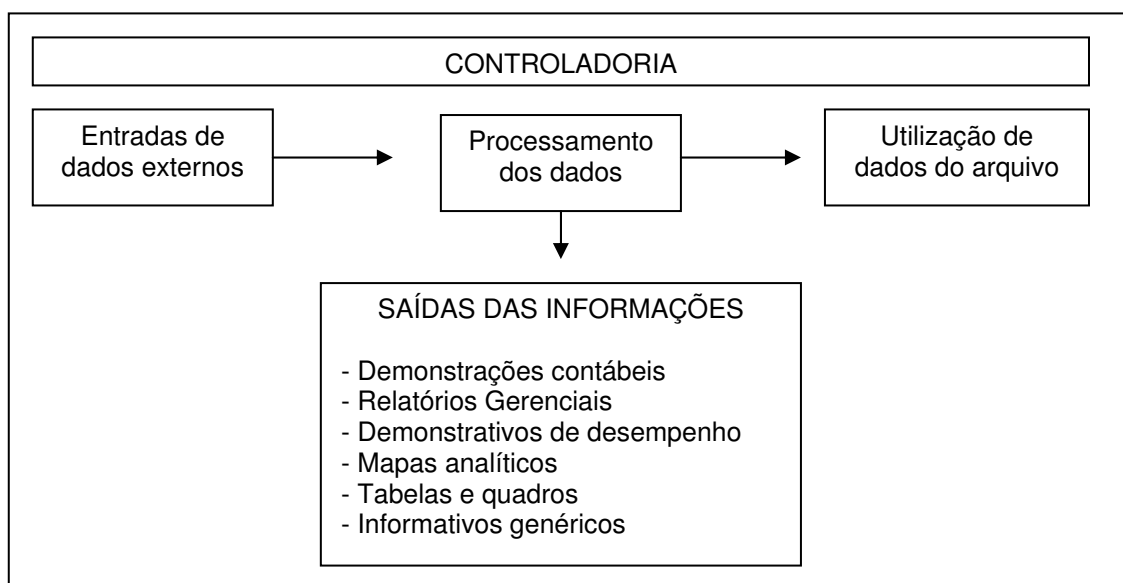 CONTROLADORIA
Entradas de
dados externos
Processamento
dos dados
Utilização de
dados do arquivo
SAÍDAS DAS INFORMAÇÕES
- Demonstrações contábeis
- Relatórios Gerenciais
- Demonstrativos de desempenho
- Mapas analíticos
- Tabelas e quadros
- Informativos genéricos